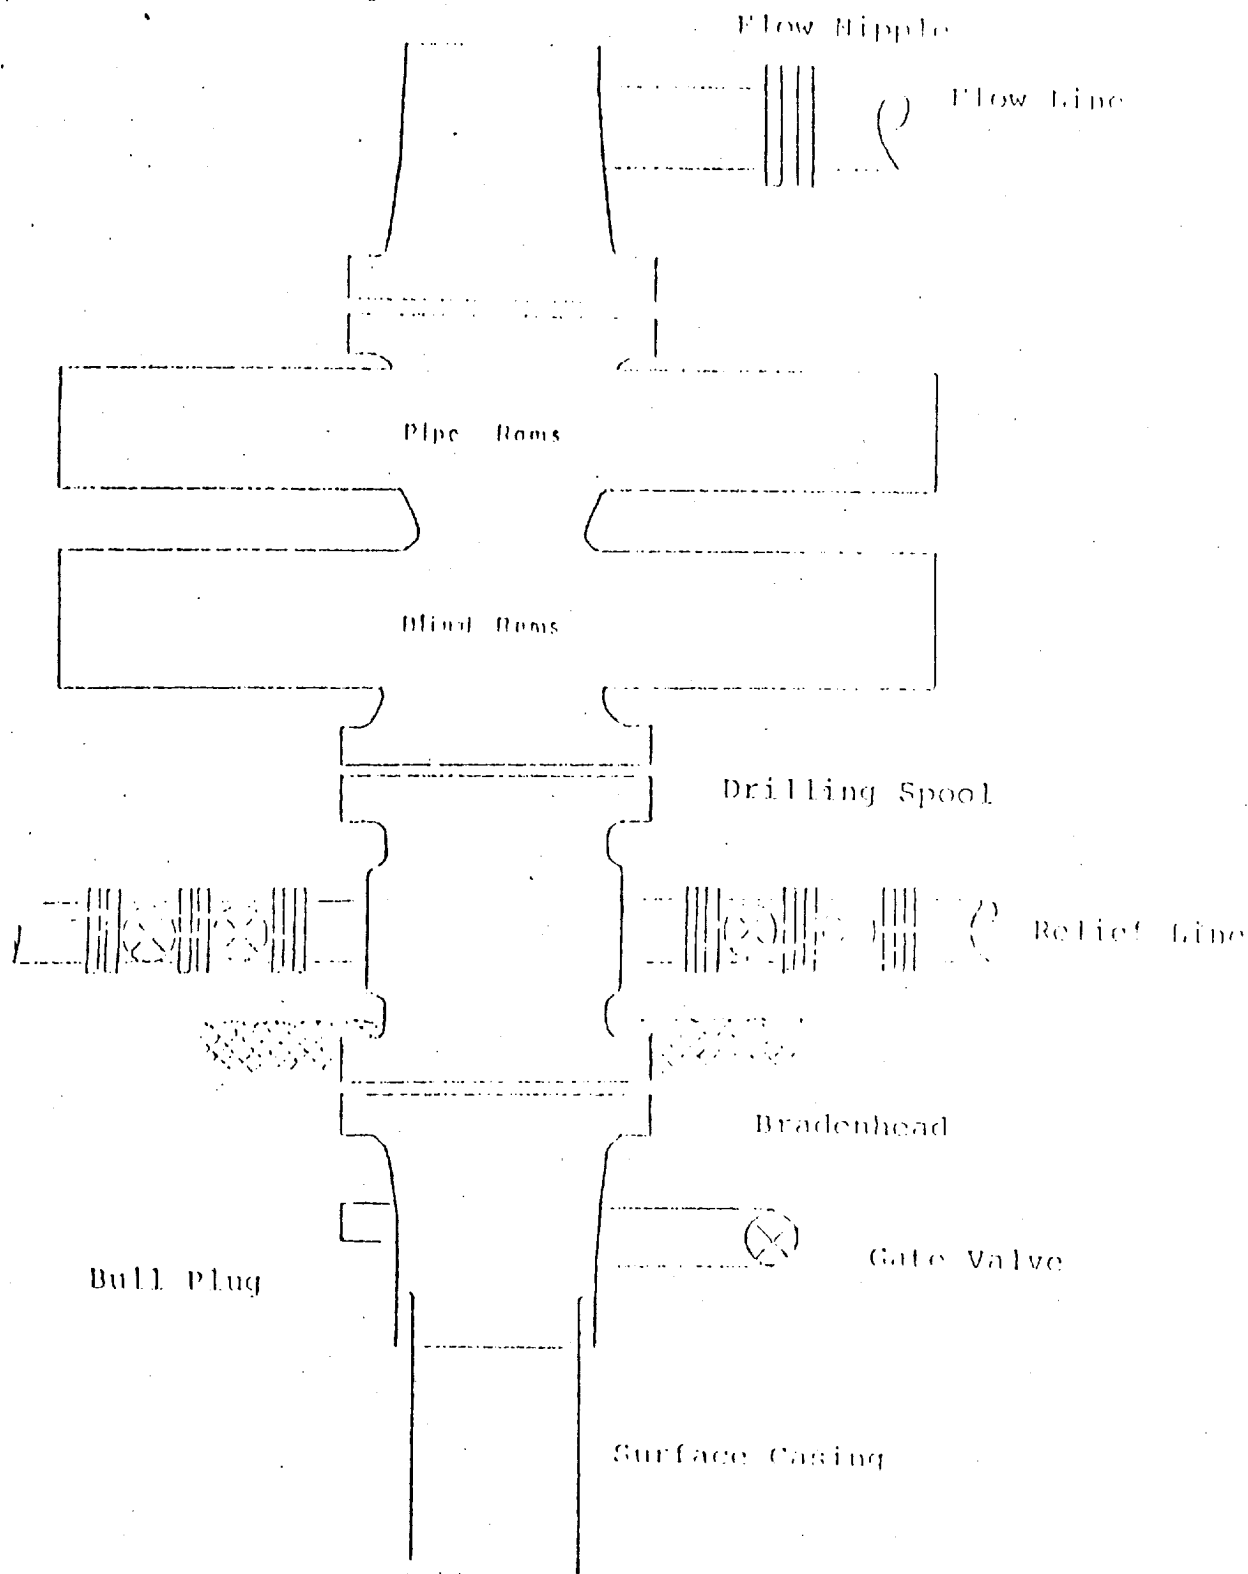 Flow Nipple
Flow Line
Pipe Rams
Blind Rams
Drilling Spool
Relief Line
Bradenhead
Gate Valve
Bull Plug
Surface Casing